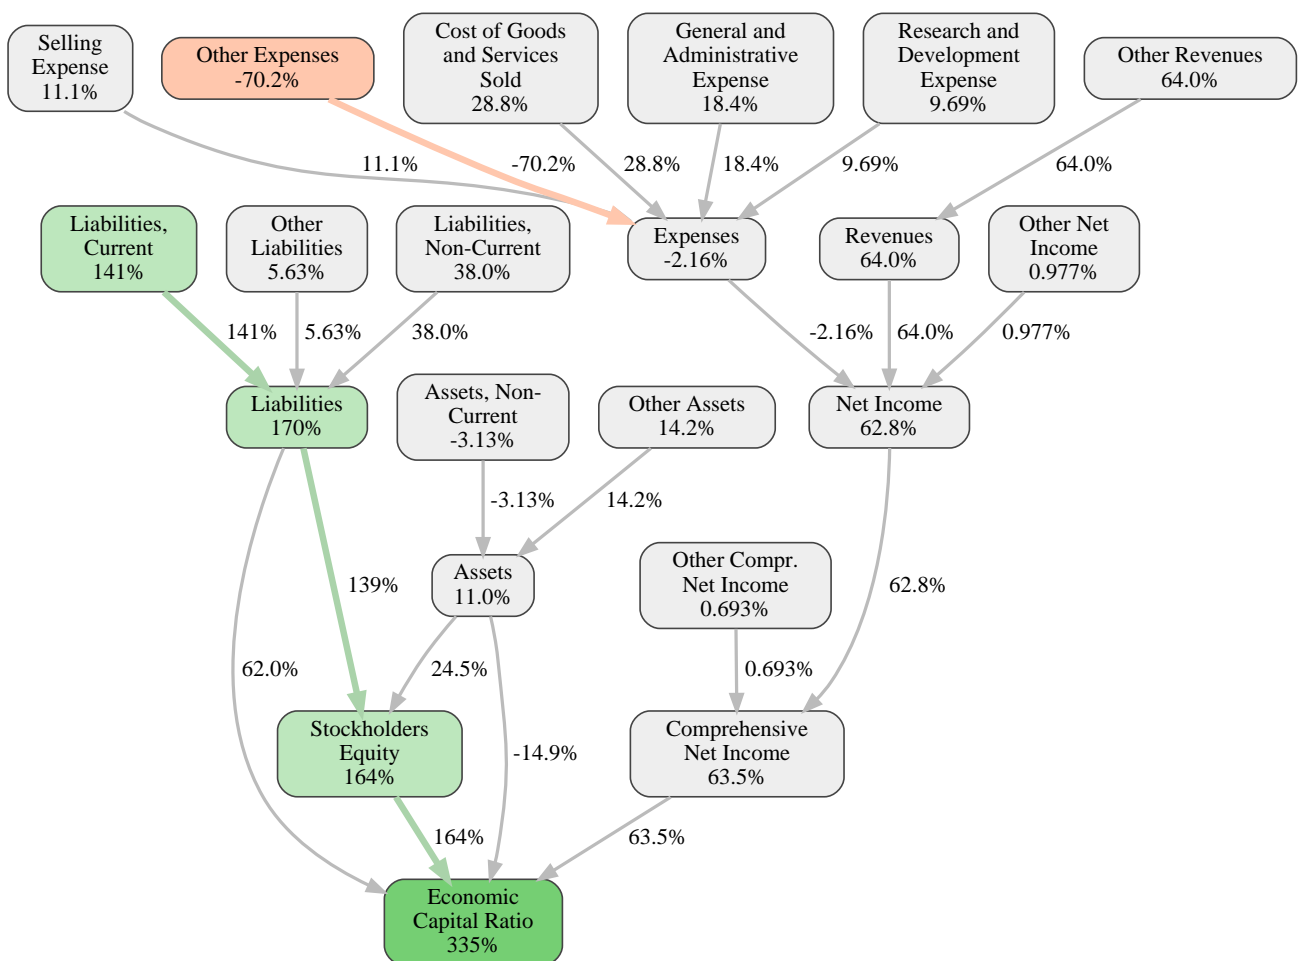 Selling
Expense
11.1%
Other Expenses
-70.2%
Cost of Goods
and Services
Sold
28.8%
General and
Administrative
Expense
18.4%
Research and
Development
Expense
9.69%
Other Revenues
64.0%
11.1%
-70.2%
28.8%
18.4%
9.69%
64.0%
Liabilities,
Current
141%
Other
Liabilities
5.63%
Liabilities,
Non-Current
38.0%
Expenses
-2.16%
Revenues
64.0%
Other Net
Income
0.977%
141%
5.63%
38.0%
-2.16%
64.0%
0.977%
Liabilities
170%
Assets, Non-
Current
-3.13%
Other Assets
14.2%
Net Income
62.8%
-3.13%
14.2%
139%
Assets
11.0%
Other Compr.
Net Income
0.693%
62.8%
62.0%
24.5%
0.693%
Stockholders
Equity
164%
-14.9%
Comprehensive
Net Income
63.5%
164%
63.5%
Economic
Capital Ratio
335%